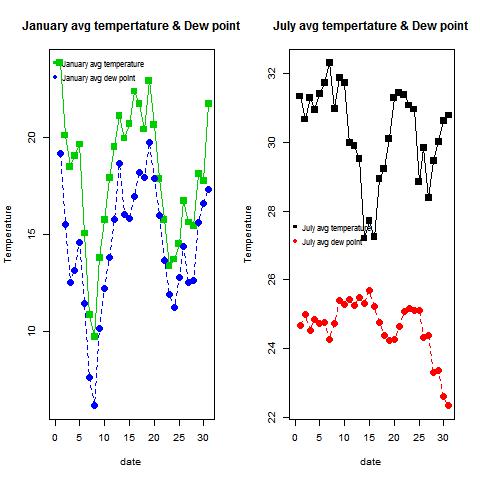 January avg tempertature & Dew point
July avg tempertature & Dew point
January avg temperature
January avg dew point
July avg temperature
July avg dew point
Temperature
10
15
20
0
5
10
15
20
25
30
date
Temperature
22
24
26
28
30
32
0
5
10
15
20
25
30
date